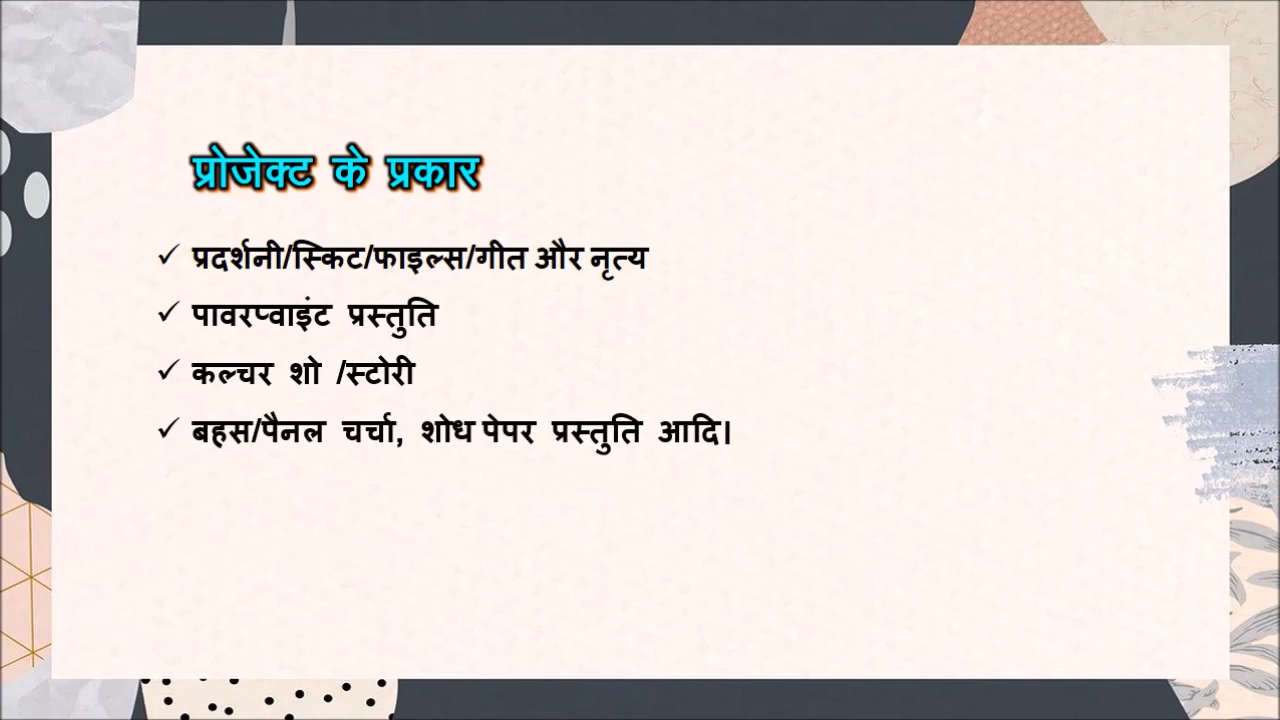 प्रोजेक्ट के प्रकार
✓ प्रदर्शनी/स्किट/फाइल्स/गीत और नृत्य
✓ पावरप्वाइंट प्रस्तुति
✓ कल्चर शो /स्टोरी
✓ बहस/पैनल चर्चा, शोध पेपर प्रस्तुति आदि।